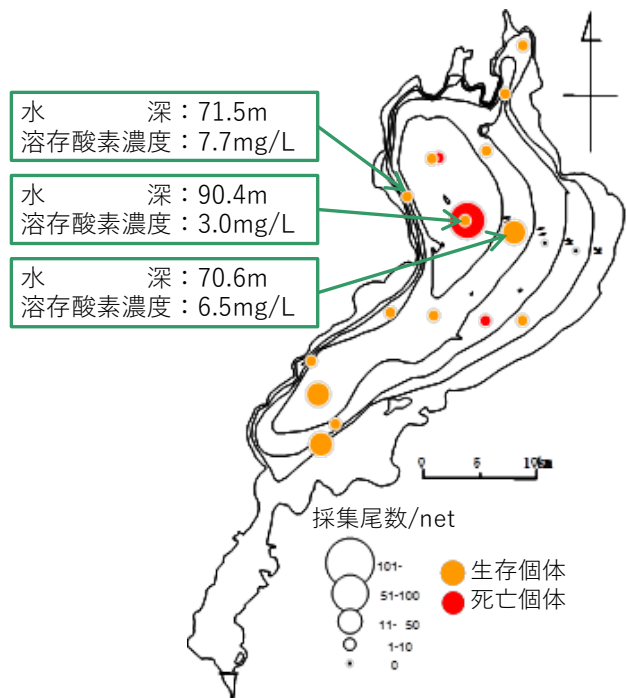 水　　　　深：71.5m
溶存酸素濃度：7.7mg/L
水　　　　深：90.4m
溶存酸素濃度：3.0mg/L
水　　　　深：70.6m
溶存酸素濃度：6.5mg/L
0 5 10km
採集尾数/net
101-
51-100
11- 50
1-10
0
生存個体
死亡個体